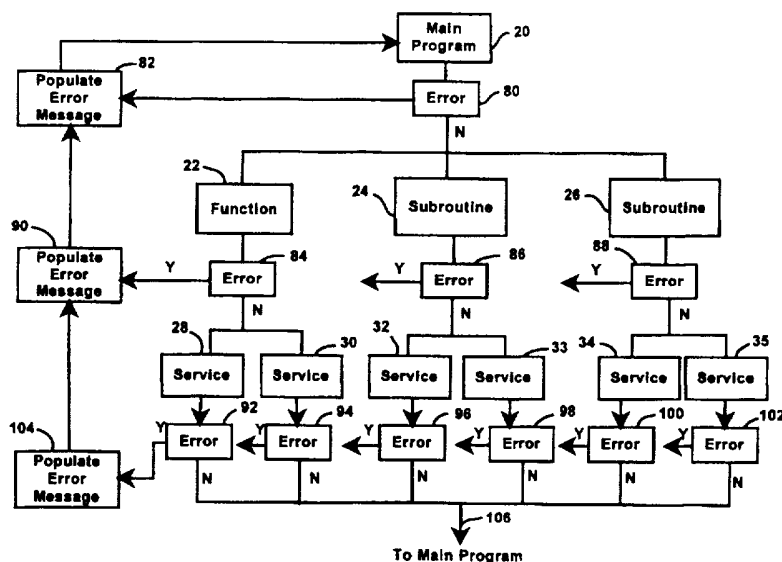 Main
Program
20
82
Populate
Error
Message
Error
80
N
22
Function
24
Subroutine
26
Subroutine
90
Populate
Error
Message
Y
Error
84
Y
Error
86
Y
88
Error
N
N
N
28
Service
30
Service
32
Service
33
Service
34
Service
35
Service
104
Populate
Error
Message
Y
Error
92
Y
Error
94
Y
Error
96
Y
Error
98
Y
Error
100
Y
Error
102
N
N
N
N
N
N
106
To Main Program